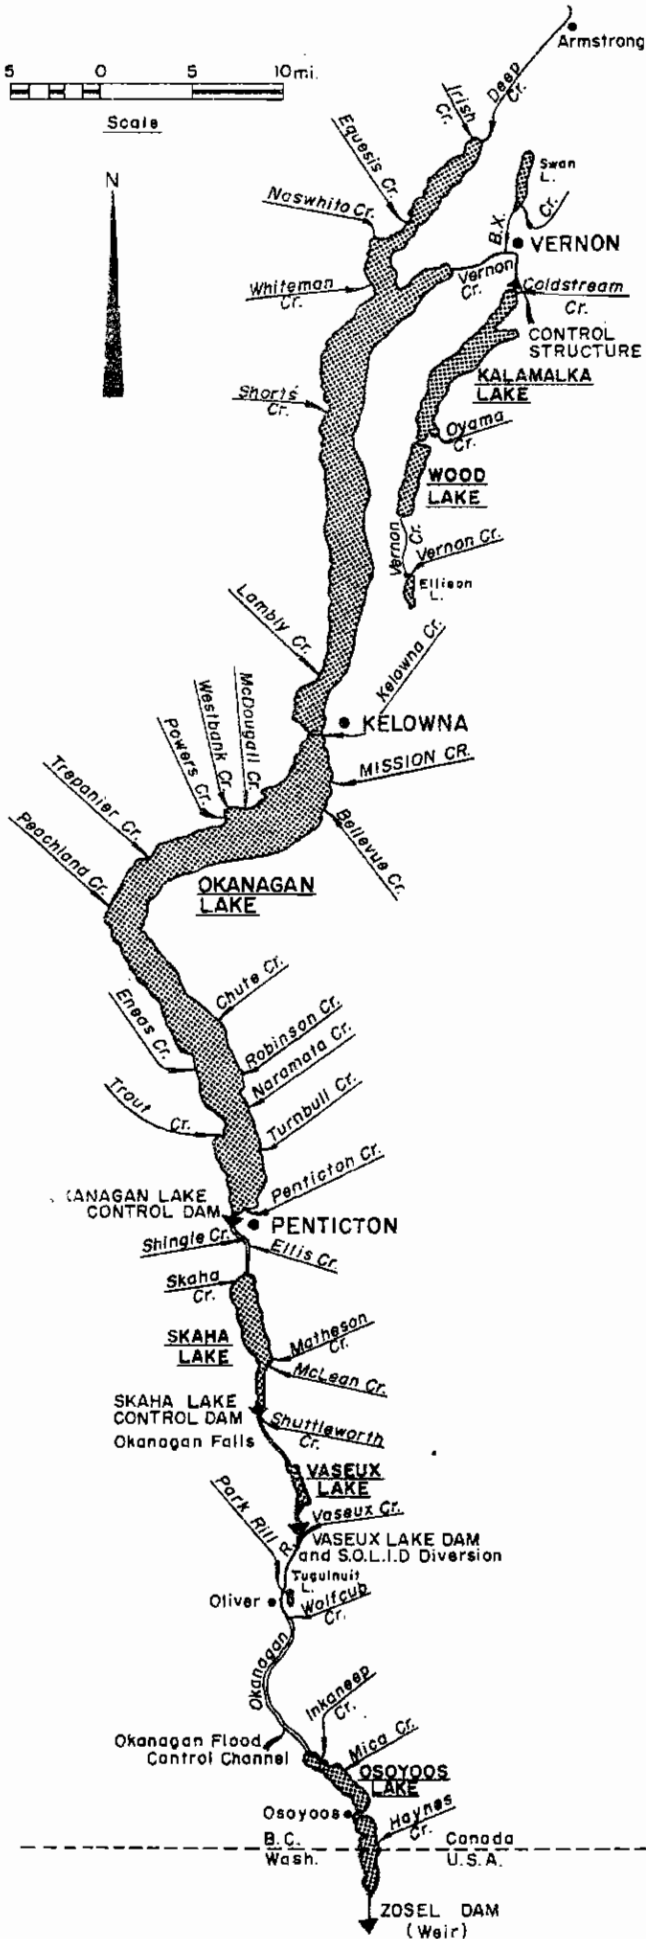 Armstrong
5 0 5 10 mi.
Scale
N
Deep
Cr.
Irish
Cr.
Equesis Cr.
Naswhito Cr.
Swan
L.
B.X. Cr.
VERNON
Whiteman
Cr.
Vernon
Cr.
Coldstream
Cr.
CONTROL
STRUCTURE
KALAMALKA
LAKE
Shorts'
Cr.
Oyama
Cr.
WOOD
LAKE
Vernon Cr.
Vernon Cr.
Ellison
L.
Lambly Cr.
Kelowna Cr.
KELOWNA
McDougall Cr.
Westbank Cr.
Powers Cr.
MISSION CR.
Trepanier Cr.
Bellevue Cr.
Peachland Cr.
OKANAGAN
LAKE
Chute Cr.
Eneas Cr.
Robinson Cr.
Naramata Cr.
Trout
Cr.
Turnbull Cr.
Penticton Cr.
KANAGAN LAKE
CONTROL DAM
PENTICTON
Shingle Cr.
Ellis Cr.
Skaha
Cr.
SKAHA
LAKE
Matheson
Cr.
McLean Cr.
SKAHA LAKE
CONTROL DAM
Okanagan Falls
Shuttleworth
Cr.
VASEUX
LAKE
Park Rill
Vaseux Cr.
R.
VASEUX LAKE DAM
and S.O.L.I.D Diversion
Tugulnuit
L.
Oliver
Wolfcub
Cr.
Okanagan
Inkaneep
Cr.
Okanagan Flood
Control Channel
Mica Cr.
OSOYOOS
LAKE
Osoyoos
Haynes
Cr.
B.C. Canada
Wash. U.S.A.
ZOSEL DAM
(Weir)